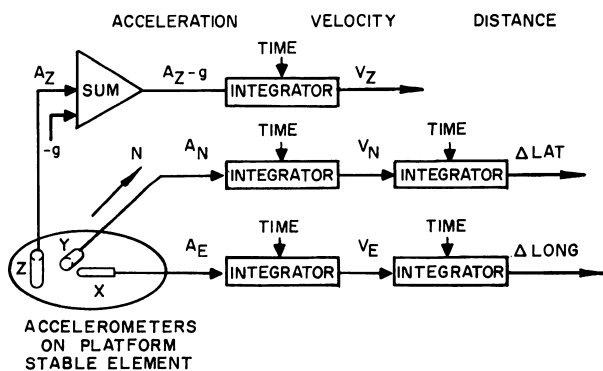 ACCELERATION VELOCITY DISTANCE
TIME
AZ SUM AZ-g INTEGRATOR VZ
-g
N
TIME TIME
AN INTEGRATOR VN INTEGRATOR ΔLAT
TIME TIME
Y
Z
X
AE INTEGRATOR VE INTEGRATOR ΔLONG
ACCELEROMETERS
ON PLATFORM
STABLE ELEMENT